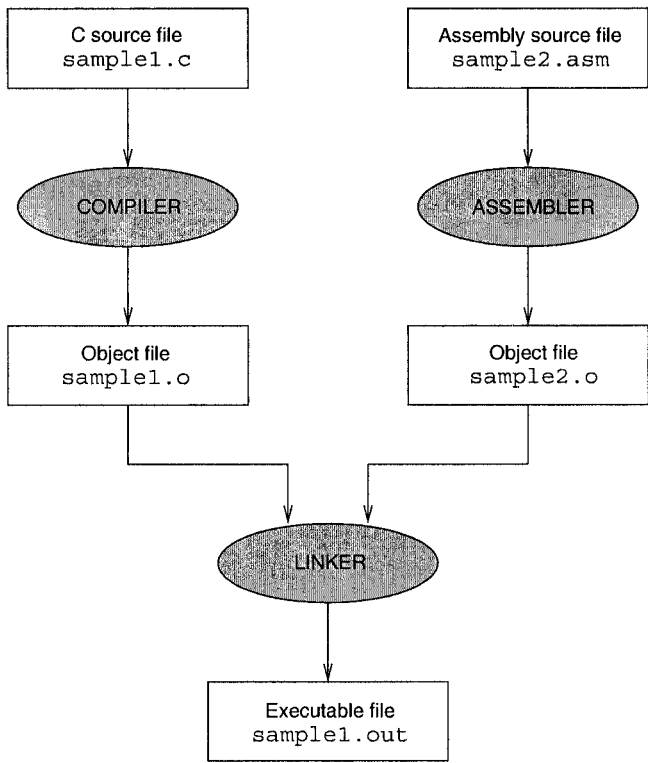 C source file
sample1.c
Assembly source file
sample2.asm
COMPILER
ASSEMBLER
Object file
sample1.o
Object file
sample2.o
LINKER
Executable file
sample1.out